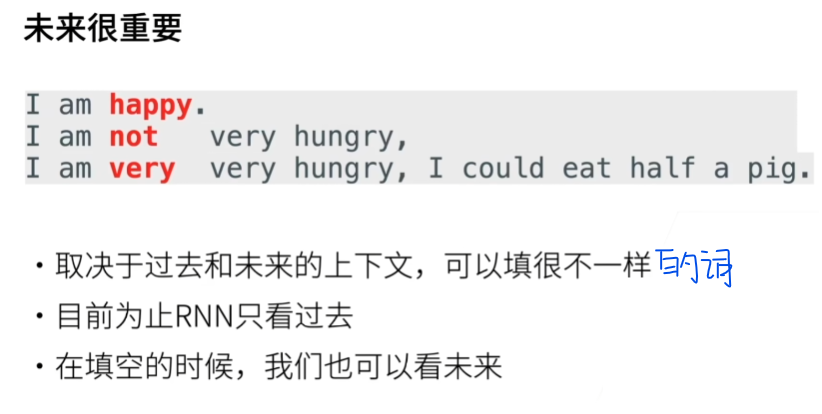 未来很重要
I am happy.
I am not very hungry,
I am very very hungry, I could eat half a pig.
·取决于过去和未来的上下文，可以填很不一样的词
·目前为止RNN只看过去
·在填空的时候，我们也可以看未来